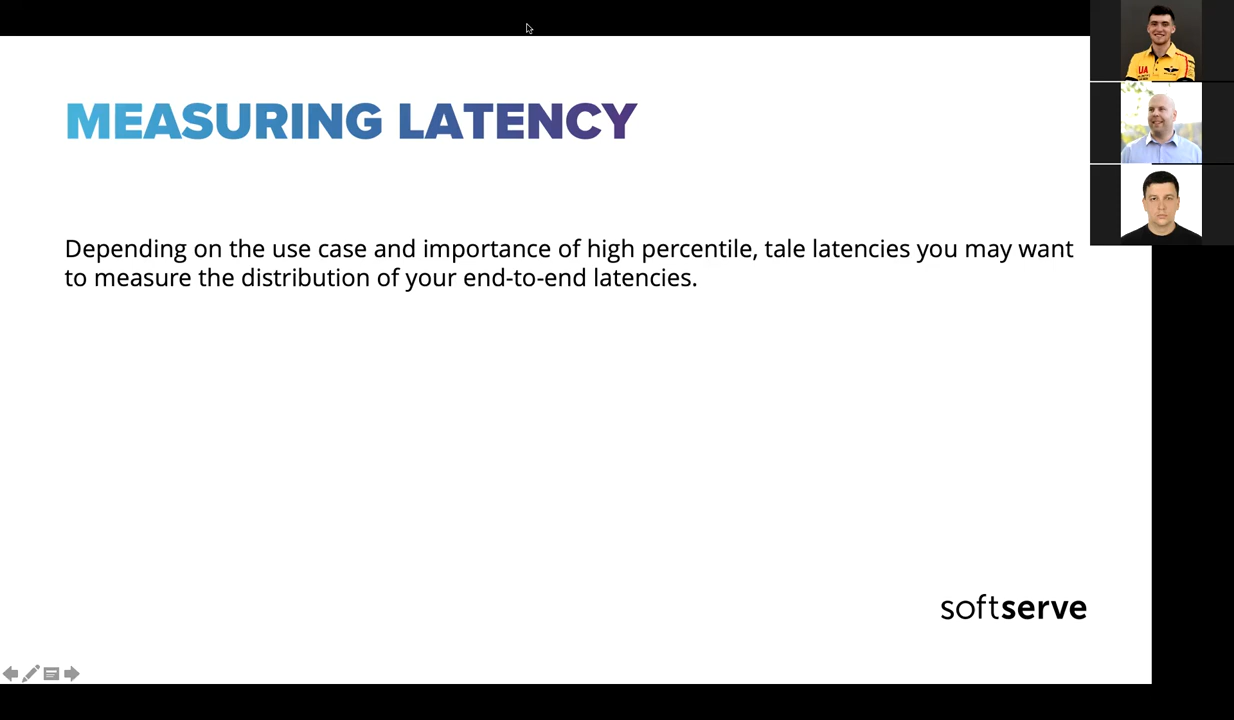 MEASURING LATENCY
Depending on the use case and importance of high percentile, tale latencies you may want
to measure the distribution of your end-to-end latencies.
softserve
UA